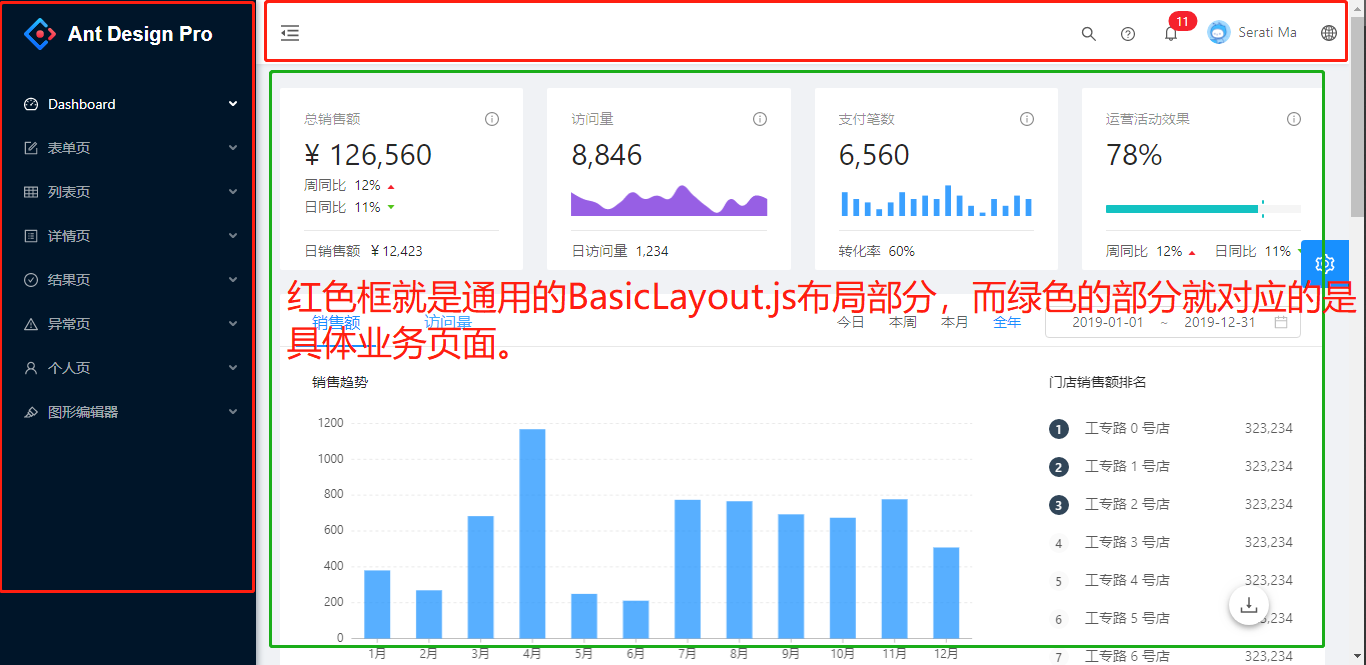 Ant Design Pro
Dashboard
表单页
列表页
详情页
结果页
异常页
个人页
图形编辑器
11
Serati Ma
总销售额
¥ 126,560
周同比 12%
日同比 11%
日销售额 ¥ 12,423
访问量
8,846
日访问量 1,234
支付笔数
6,560
转化率 60%
运营活动效果
78%
周同比 12% 日同比 11%
红色框就是通用的BasicLayout.js布局部分，而绿色的部分就对应的是
具体业务页面。
销售额 访问量 今日 本周 本月 全年 2019-01-01 ~ 2019-12-31
销售趋势
1200
1000
800
600
400
200
0
1月 2月 3月 4月 5月 6月 7月 8月 9月 10月 11月 12月
门店销售额排名
1 工专路 0 号店 323,234
2 工专路 1 号店 323,234
3 工专路 2 号店 323,234
4 工专路 3 号店 323,234
5 工专路 4 号店 323,234
6 工专路 5 号店 3,234
7 工专路 6 号店 323,234